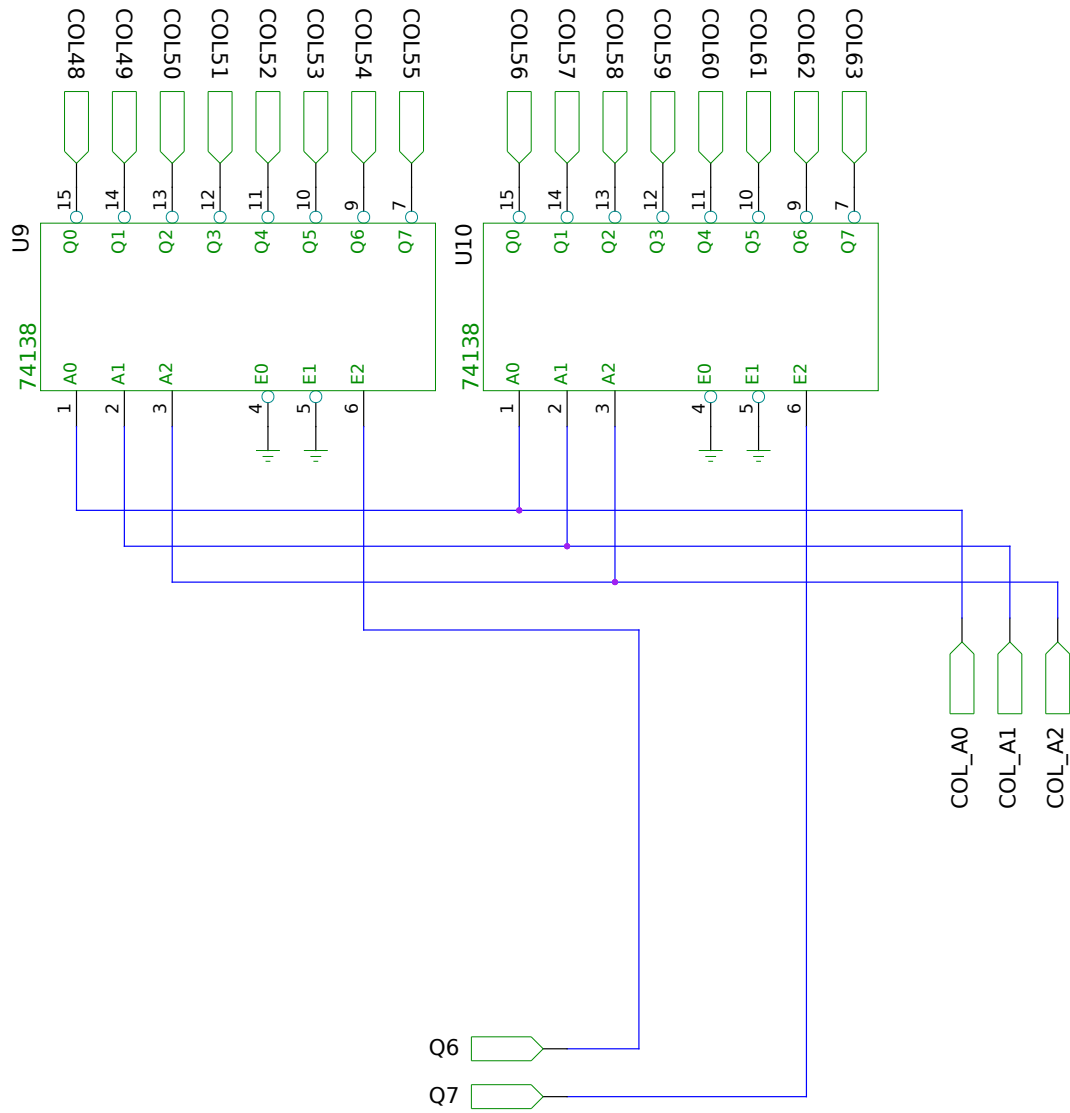 COL48
COL49
COL50
COL51
COL52
COL53
COL54
COL55
COL56
COL57
COL58
COL59
COL60
COL61
COL62
COL63
15
14
13
12
11
10
9
7
15
14
13
12
11
10
9
7
U9
Q0
Q1
Q2
Q3
Q4
Q5
Q6
Q7
U10
Q0
Q1
Q2
Q3
Q4
Q5
Q6
Q7
74138
A0
A1
A2
E0
E1
E2
74138
A0
A1
A2
E0
E1
E2
1
2
3
4
5
6
1
2
3
4
5
6
COL_A0
COL_A1
COL_A2
Q6
Q7